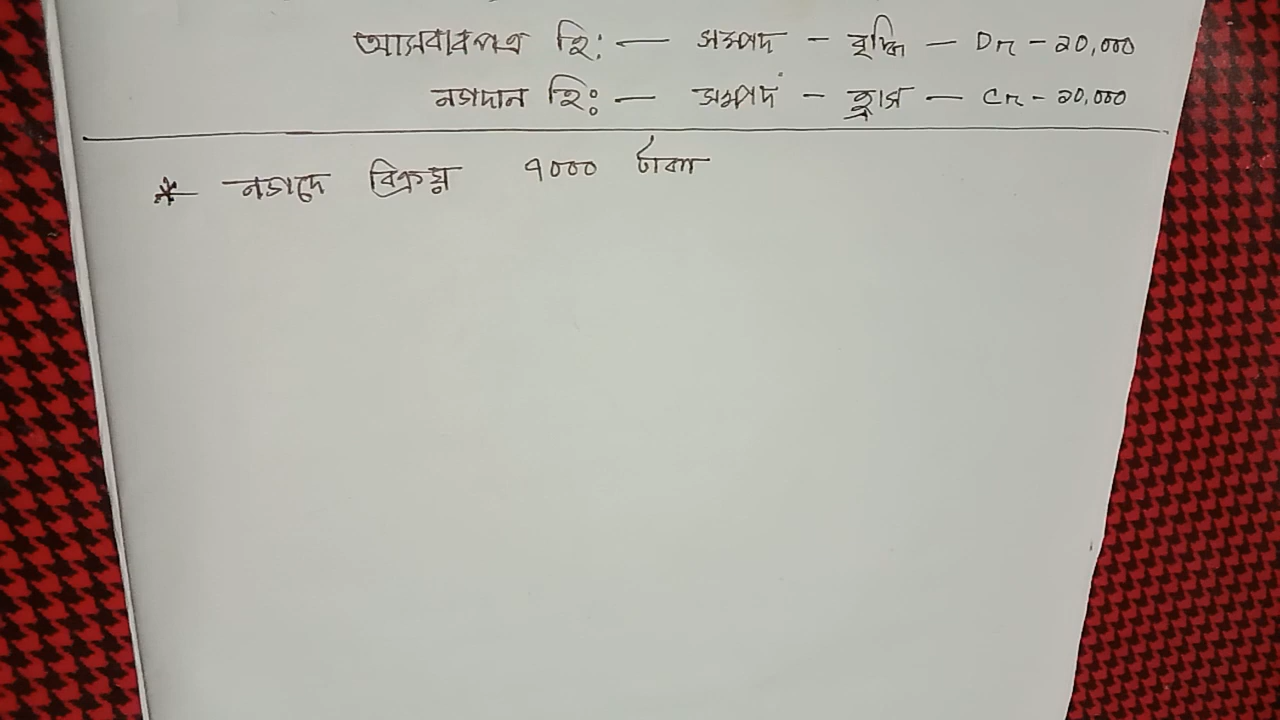 আসবাবপত্র হি: — সম্পদ - বৃদ্ধি — Dr - ২০,০০০
নগদান হিঃ — সম্পদ - হ্রাস — Cr - ২০,০০০
* নগদে বিক্রয় ৭০০০ টাকা